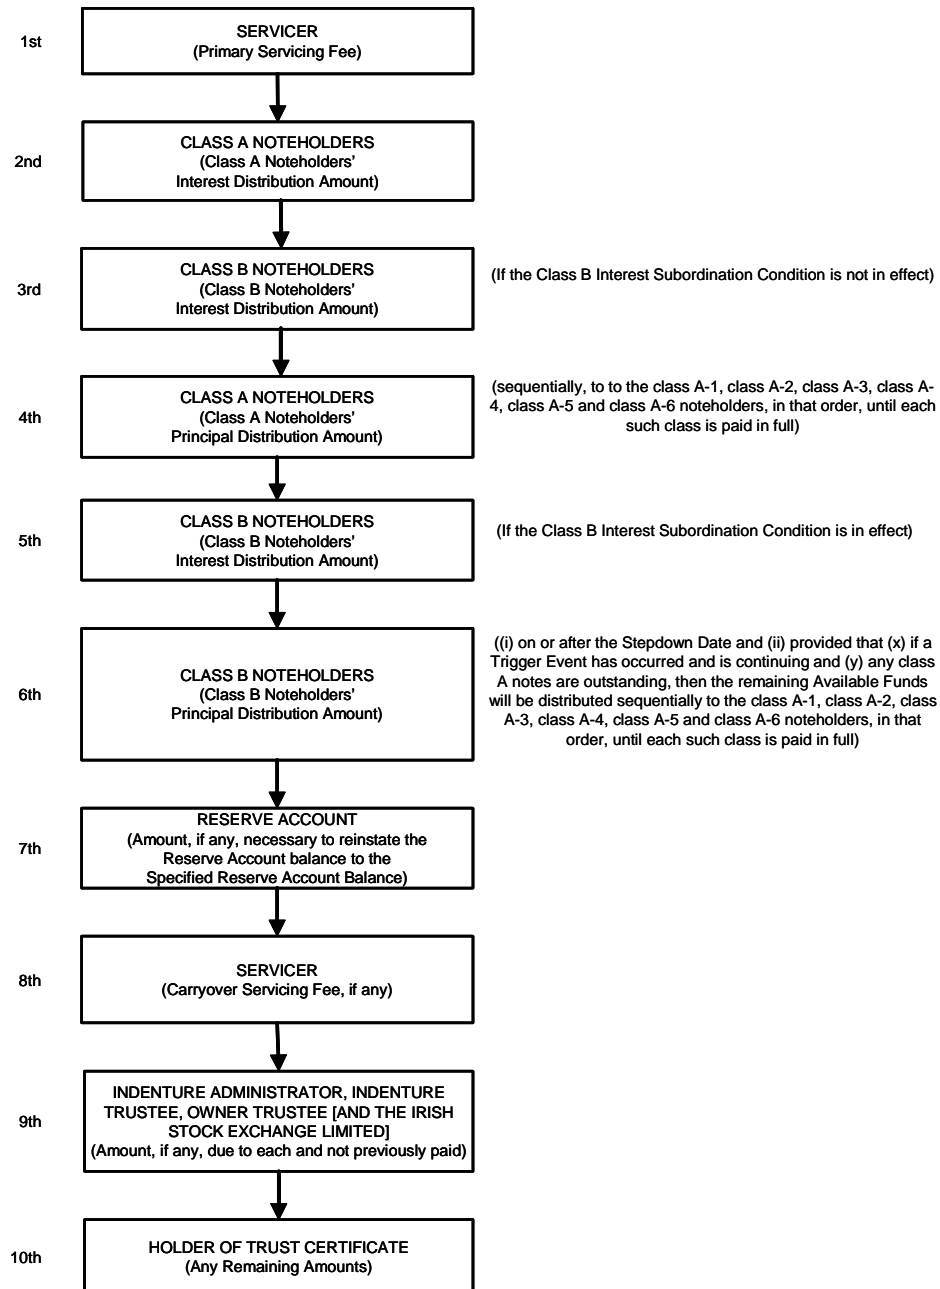 1st
SERVICER
(Primary Servicing Fee)
2nd
CLASS A NOTEHOLDERS
(Class A Noteholders'
Interest Distribution Amount)
3rd
CLASS B NOTEHOLDERS
(Class B Noteholders'
Interest Distribution Amount)
(If the Class B Interest Subordination Condition is not in effect)
4th
CLASS A NOTEHOLDERS
(Class A Noteholders'
Principal Distribution Amount)
(sequentially, to to the class A-1, class A-2, class A-3, class A-
4, class A-5 and class A-6 noteholders, in that order, until each
such class is paid in full)
5th
CLASS B NOTEHOLDERS
(Class B Noteholders'
Interest Distribution Amount)
(If the Class B Interest Subordination Condition is in effect)
6th
CLASS B NOTEHOLDERS
(Class B Noteholders'
Principal Distribution Amount)
((i) on or after the Stepdown Date and (ii) provided that (x) if a
Trigger Event has occurred and is continuing and (y) any class
A notes are outstanding, then the remaining Available Funds
will be distributed sequentially to the class A-1, class A-2, class
A-3, class A-4, class A-5 and class A-6 noteholders, in that
order, until each such class is paid in full)
7th
RESERVE ACCOUNT
(Amount, if any, necessary to reinstate the
Reserve Account balance to the
Specified Reserve Account Balance)
8th
SERVICER
(Carryover Servicing Fee, if any)
9th
INDENTURE ADMINISTRATOR, INDENTURE
TRUSTEE, OWNER TRUSTEE [AND THE IRISH
STOCK EXCHANGE LIMITED]
(Amount, if any, due to each and not previously paid)
10th
HOLDER OF TRUST CERTIFICATE
(Any Remaining Amounts)